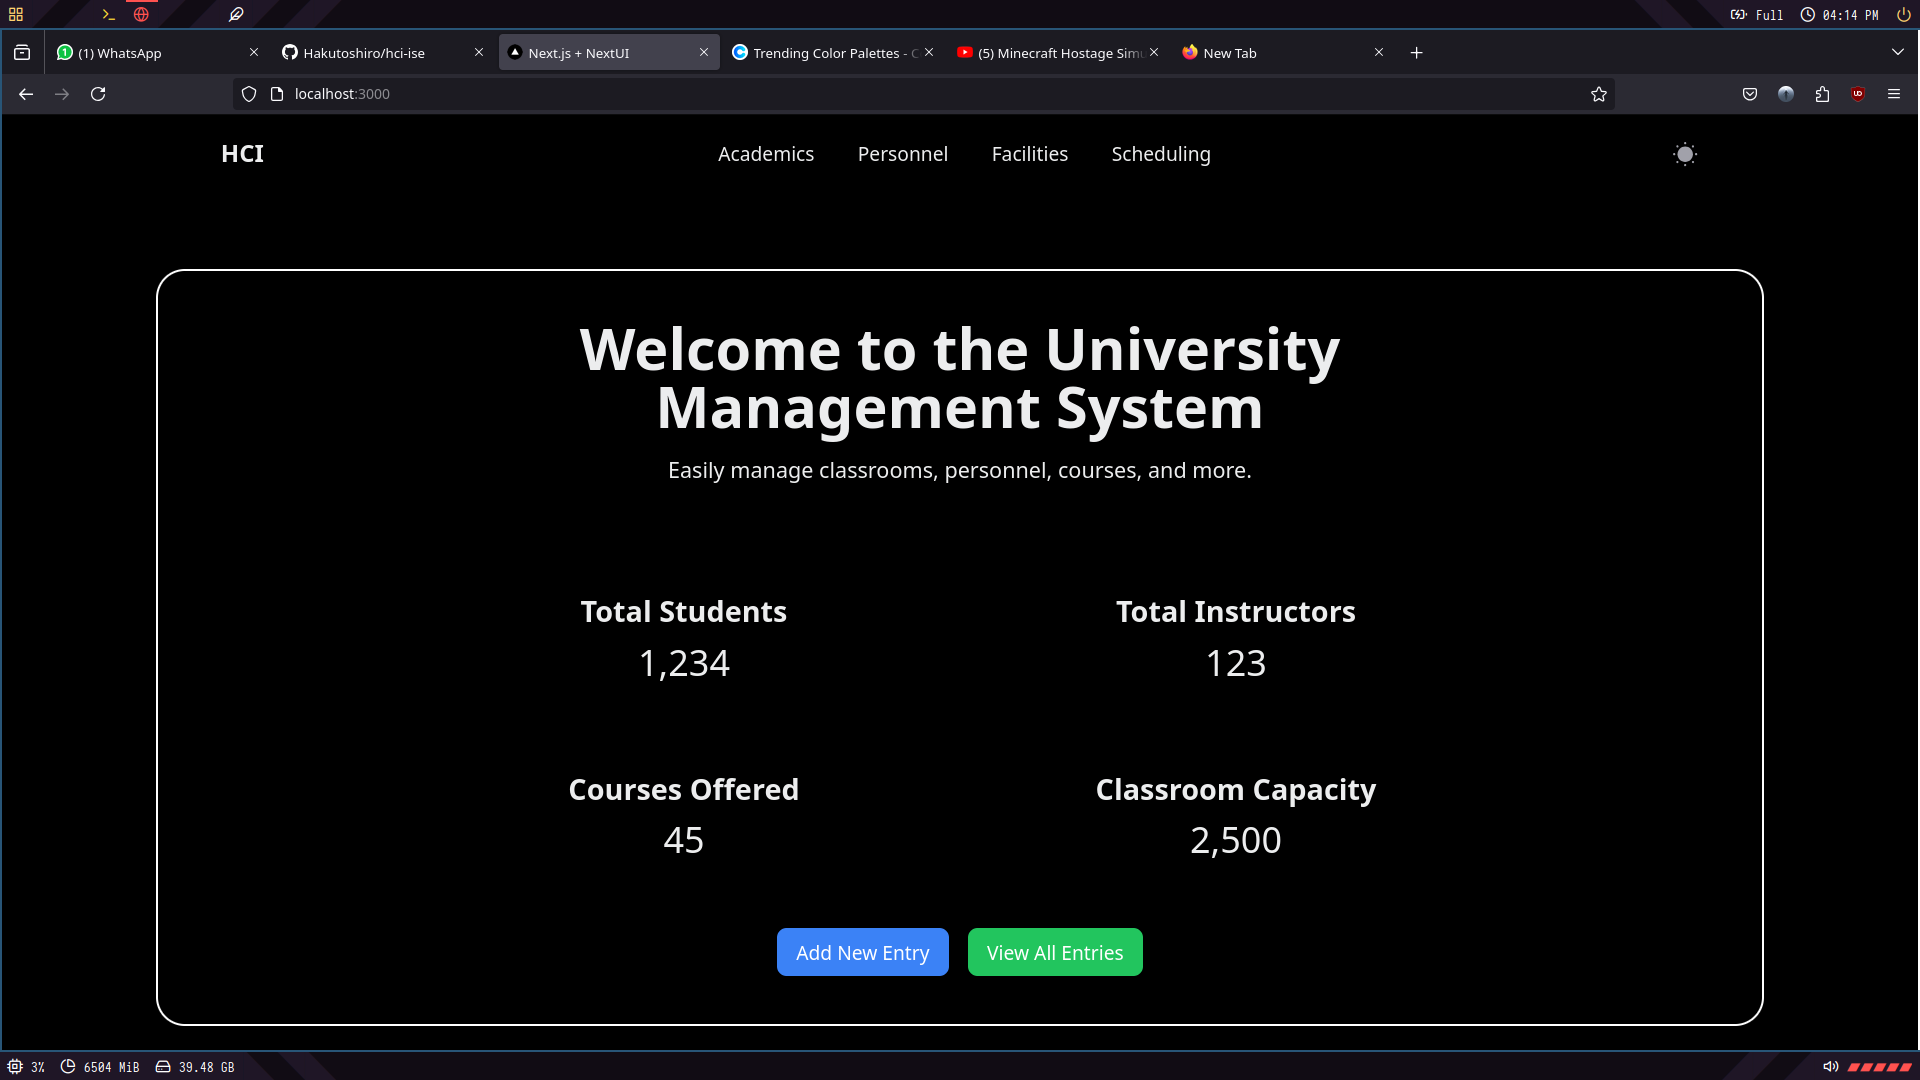 Full
04:14 PM
(1) WhatsApp
Hakutoshiro/hci-ise
Next.js + NextUI
Trending Color Palettes - C
(5) Minecraft Hostage Simu
New Tab
localhost:3000
HCI
Academics
Personnel
Facilities
Scheduling
Welcome to the University
Management System
Easily manage classrooms, personnel, courses, and more.
Total Students
Total Instructors
1,234
123
Courses Offered
Classroom Capacity
45
2,500
Add New Entry
View All Entries
3%
6504 MiB
39.48 GB